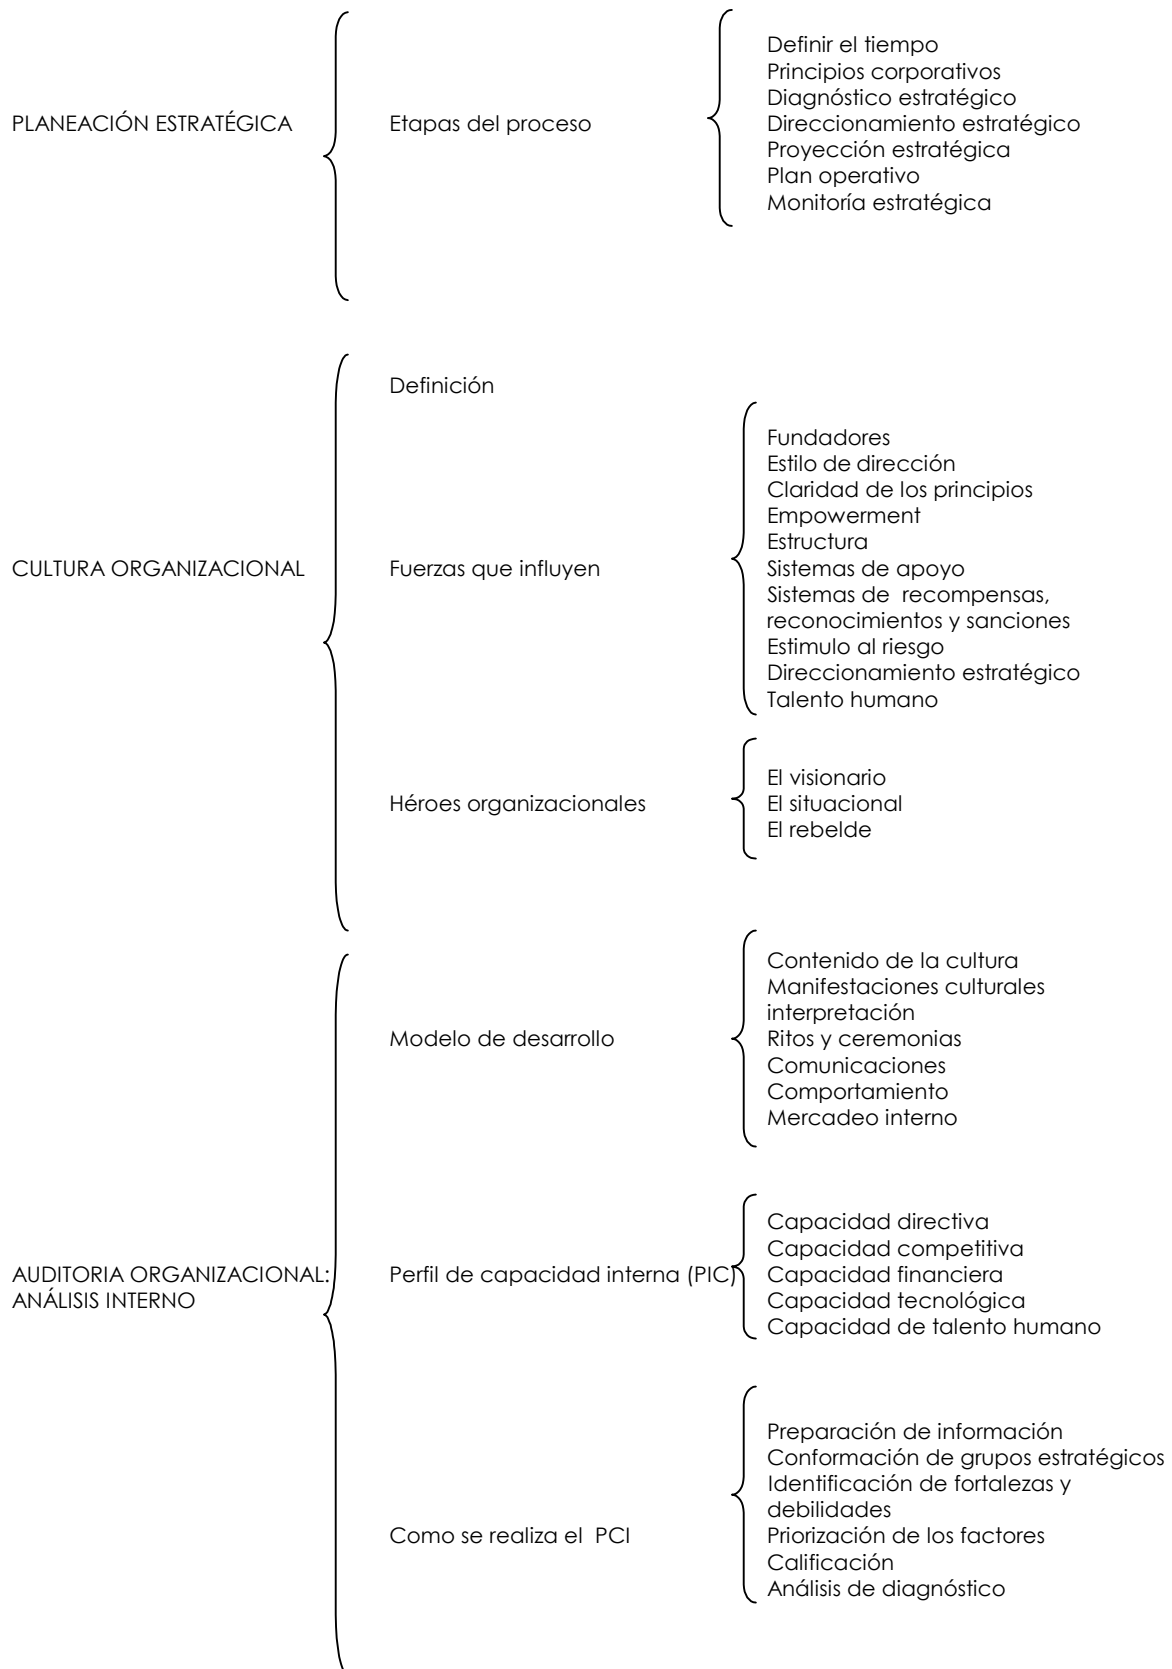 PLANEACIÓN ESTRATÉGICA
Etapas del proceso
Definir el tiempo
Principios corporativos
Diagnóstico estratégico
Direccionamiento estratégico
Proyección estratégica
Plan operativo
Monitoría estratégica
CULTURA ORGANIZACIONAL
Definición
Fuerzas que influyen
Fundadores
Estilo de dirección
Claridad de los principios
Empowerment
Estructura
Sistemas de apoyo
Sistemas de  recompensas,
reconocimientos y sanciones
Estimulo al riesgo
Direccionamiento estratégico
Talento humano
Héroes organizacionales
El visionario
El situacional
El rebelde
AUDITORIA ORGANIZACIONAL:
ANÁLISIS INTERNO
Modelo de desarrollo
Contenido de la cultura
Manifestaciones culturales
interpretación
Ritos y ceremonias
Comunicaciones
Comportamiento
Mercadeo interno
Perfil de capacidad interna (PIC)
Capacidad directiva
Capacidad competitiva
Capacidad financiera
Capacidad tecnológica
Capacidad de talento humano
Como se realiza el  PCI
Preparación de información
Conformación de grupos estratégicos
Identificación de fortalezas y
debilidades
Priorización de los factores
Calificación
Análisis de diagnóstico